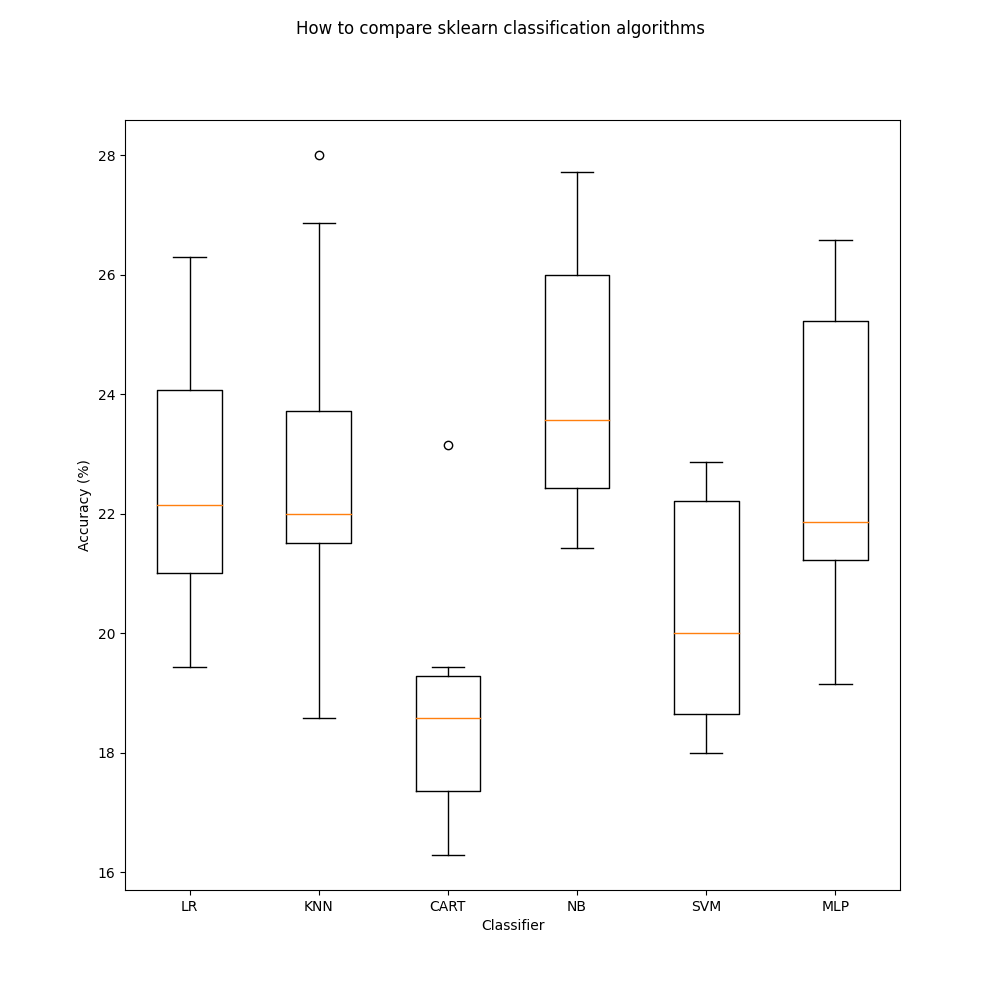 How to compare sklearn classification algorithms
28
26
24
22
20
18
16
Accuracy (%)
LR KNN CART NB SVM MLP
Classifier